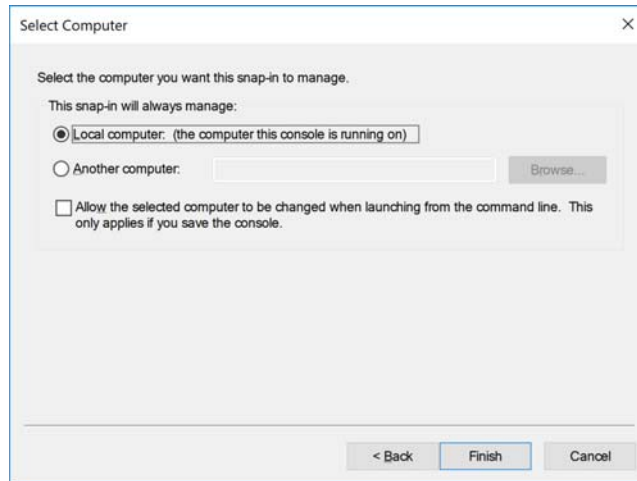 Select Computer
Select the computer you want this snap-in to manage.
This snap-in will always manage:
Local computer: (the computer this console is running on)
Another computer:
Browse...
Allow the selected computer to be changed when launching from the command line. This
only applies if you save the console.
< Back
Finish
Cancel